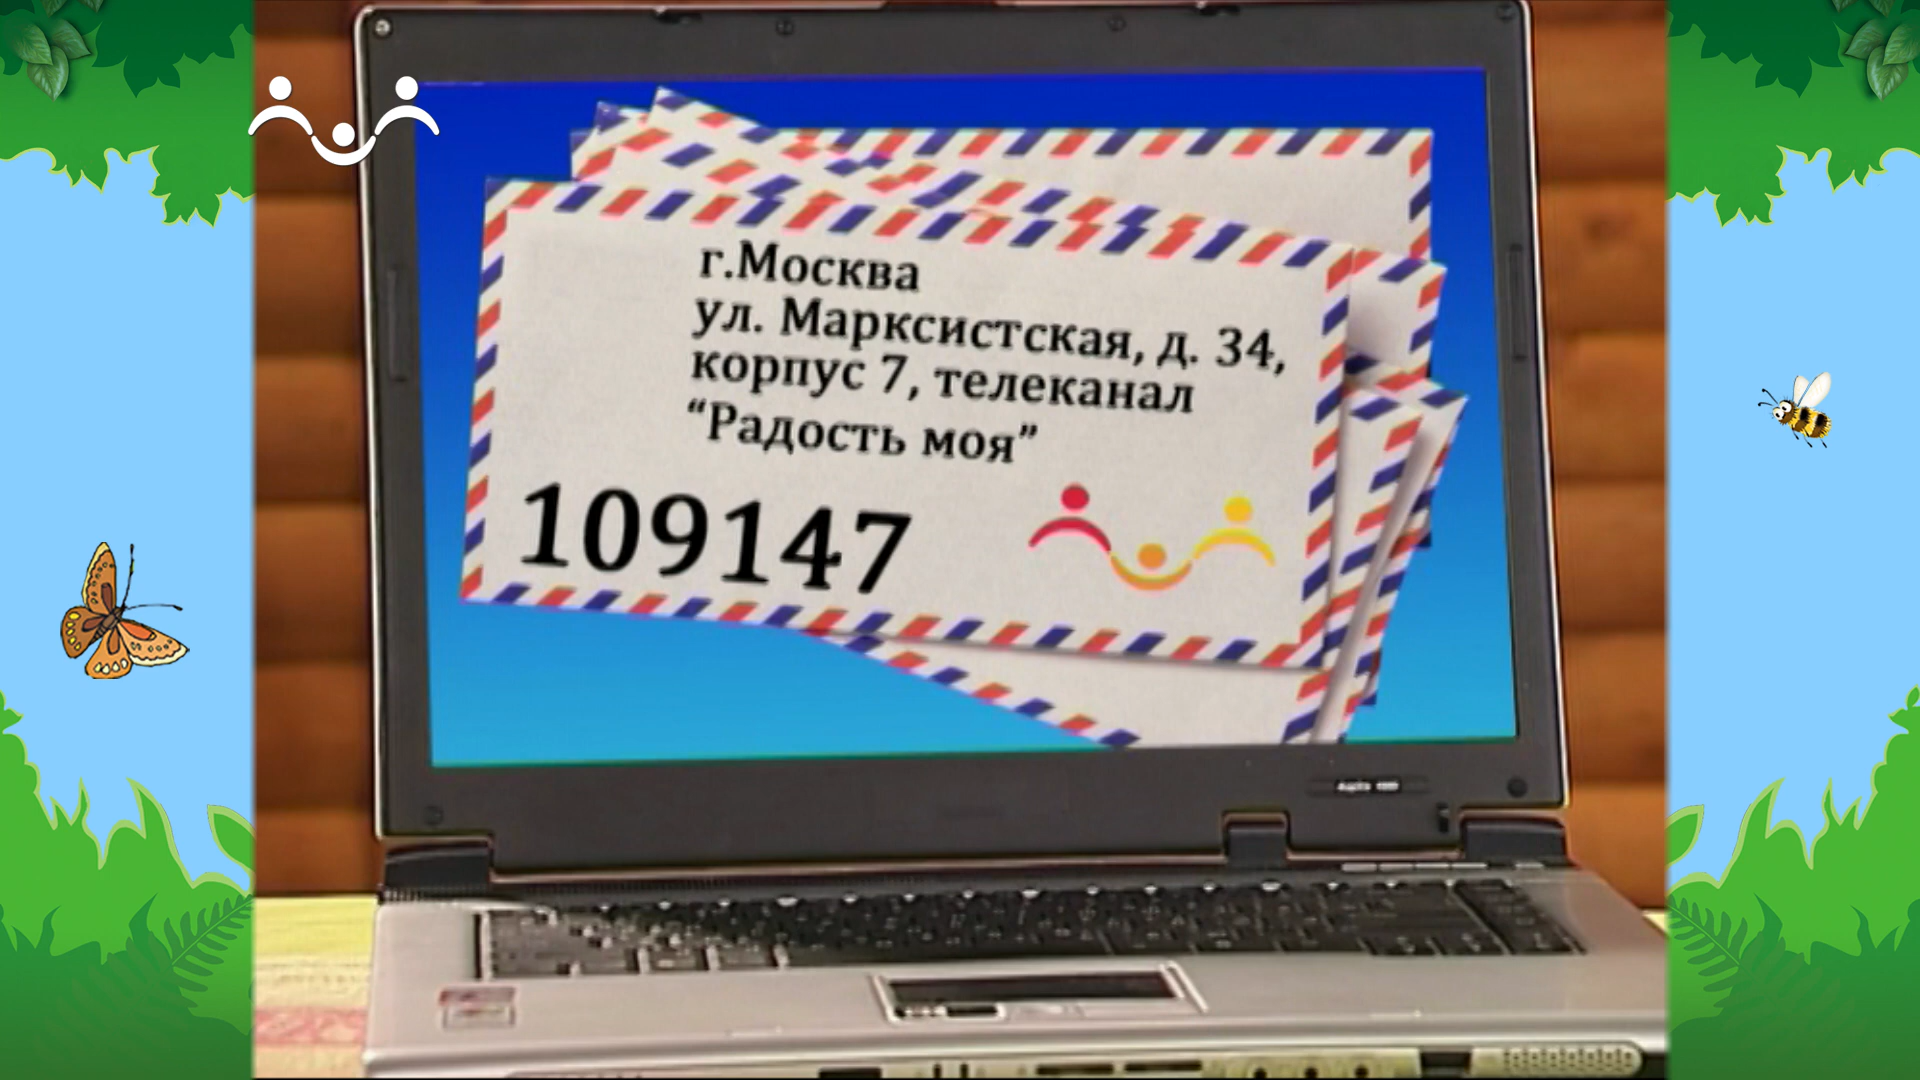 г.Москва
ул. Марксистская, д. 34,
корпус 7, телеканал
“Радость моя”
109147